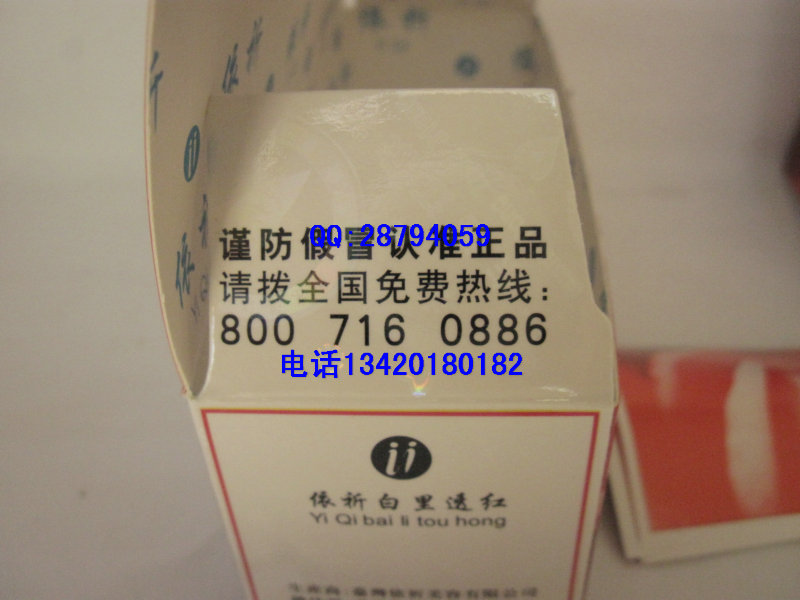 依祈
谨防假冒 认准正品
QQ:28794059
请拨全国免费热线:
800 716 0886
电话13420180182
依祈白里透红
Yi Qi bai li tou hong